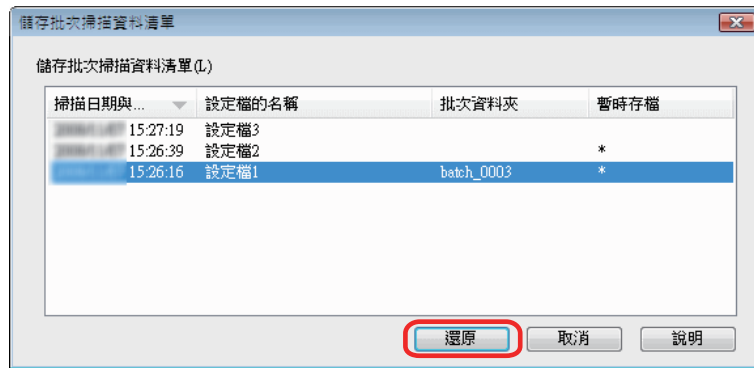 儲存批次掃描資料清單
儲存批次掃描資料清單(L)
掃描日期與... 設定檔的名稱 批次資料夾 暫時存檔
15:27:19 設定檔3
15:26:39 設定檔2 *
15:26:16 設定檔1 batch_0003 *
還原 取消 說明